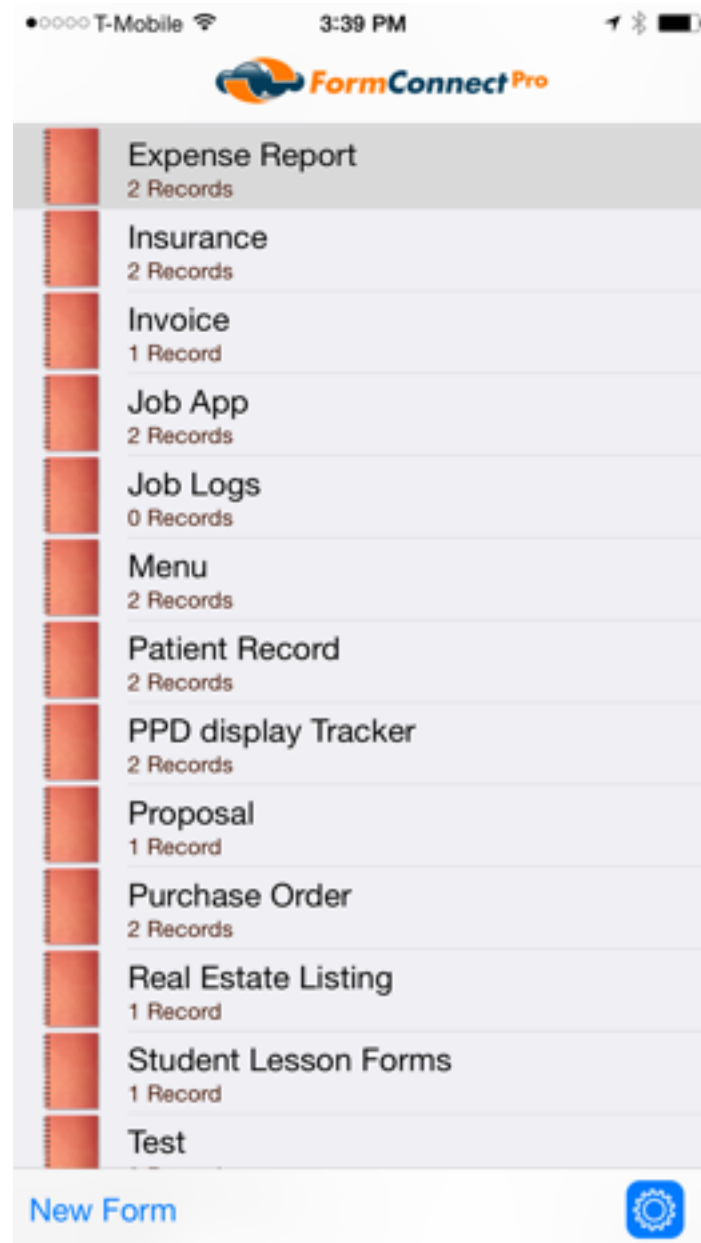 T-Mobile 3:39 PM
FormConnect Pro
Expense Report
2 Records
Insurance
2 Records
Invoice
1 Record
Job App
2 Records
Job Logs
0 Records
Menu
2 Records
Patient Record
2 Records
PPD display Tracker
2 Records
Proposal
1 Record
Purchase Order
2 Records
Real Estate Listing
1 Record
Student Lesson Forms
1 Record
Test
New Form